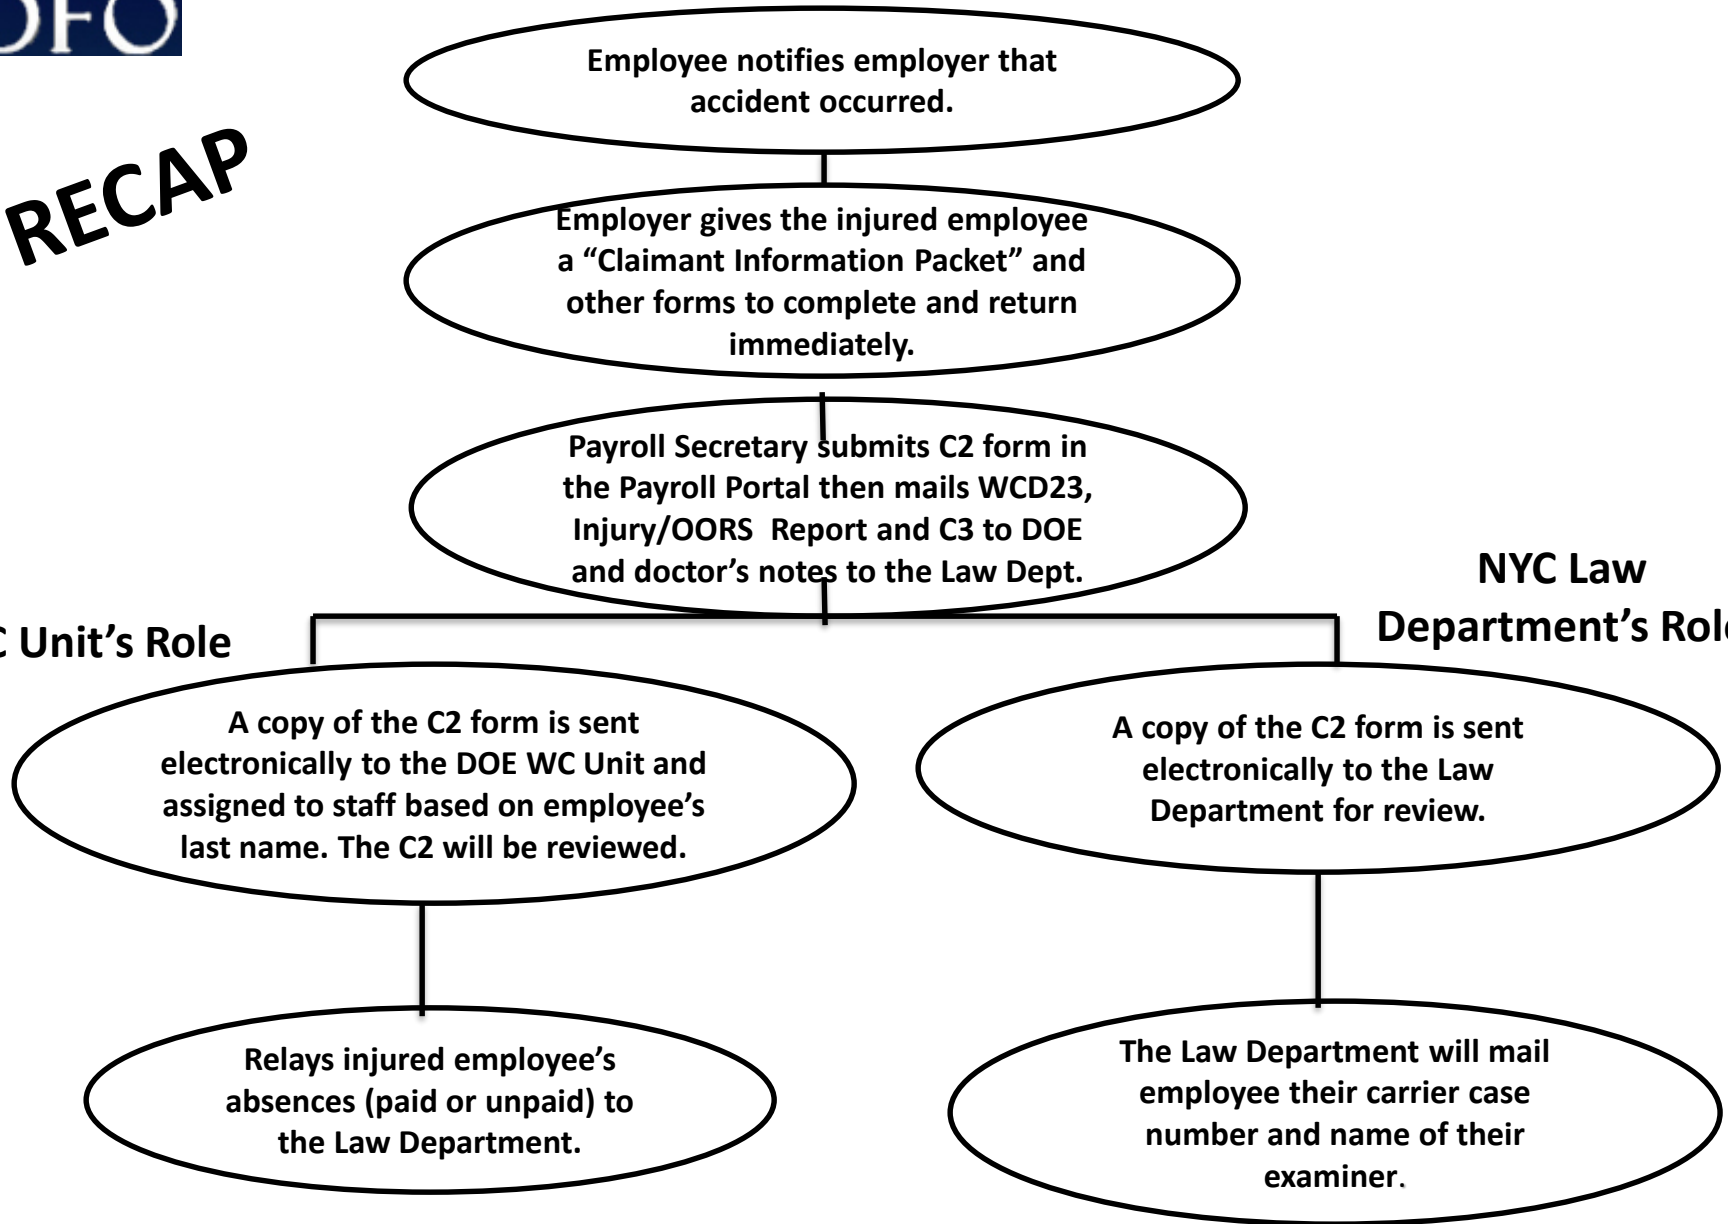 OFO
RECAP
Employee notifies employer that
accident occurred.
Employer gives the injured employee
a “Claimant Information Packet” and
other forms to complete and return
immediately.
Payroll Secretary submits C2 form in
the Payroll Portal then mails WCD23,
Injury/OORS Report and C3 to DOE
and doctor’s notes to the Law Dept.
C Unit's Role
NYC Law
Department’s Role
A copy of the C2 form is sent
electronically to the DOE WC Unit and
assigned to staff based on employee’s
last name. The C2 will be reviewed.
A copy of the C2 form is sent
electronically to the Law
Department for review.
Relays injured employee’s
absences (paid or unpaid) to
the Law Department.
The Law Department will mail
employee their carrier case
number and name of their
examiner.